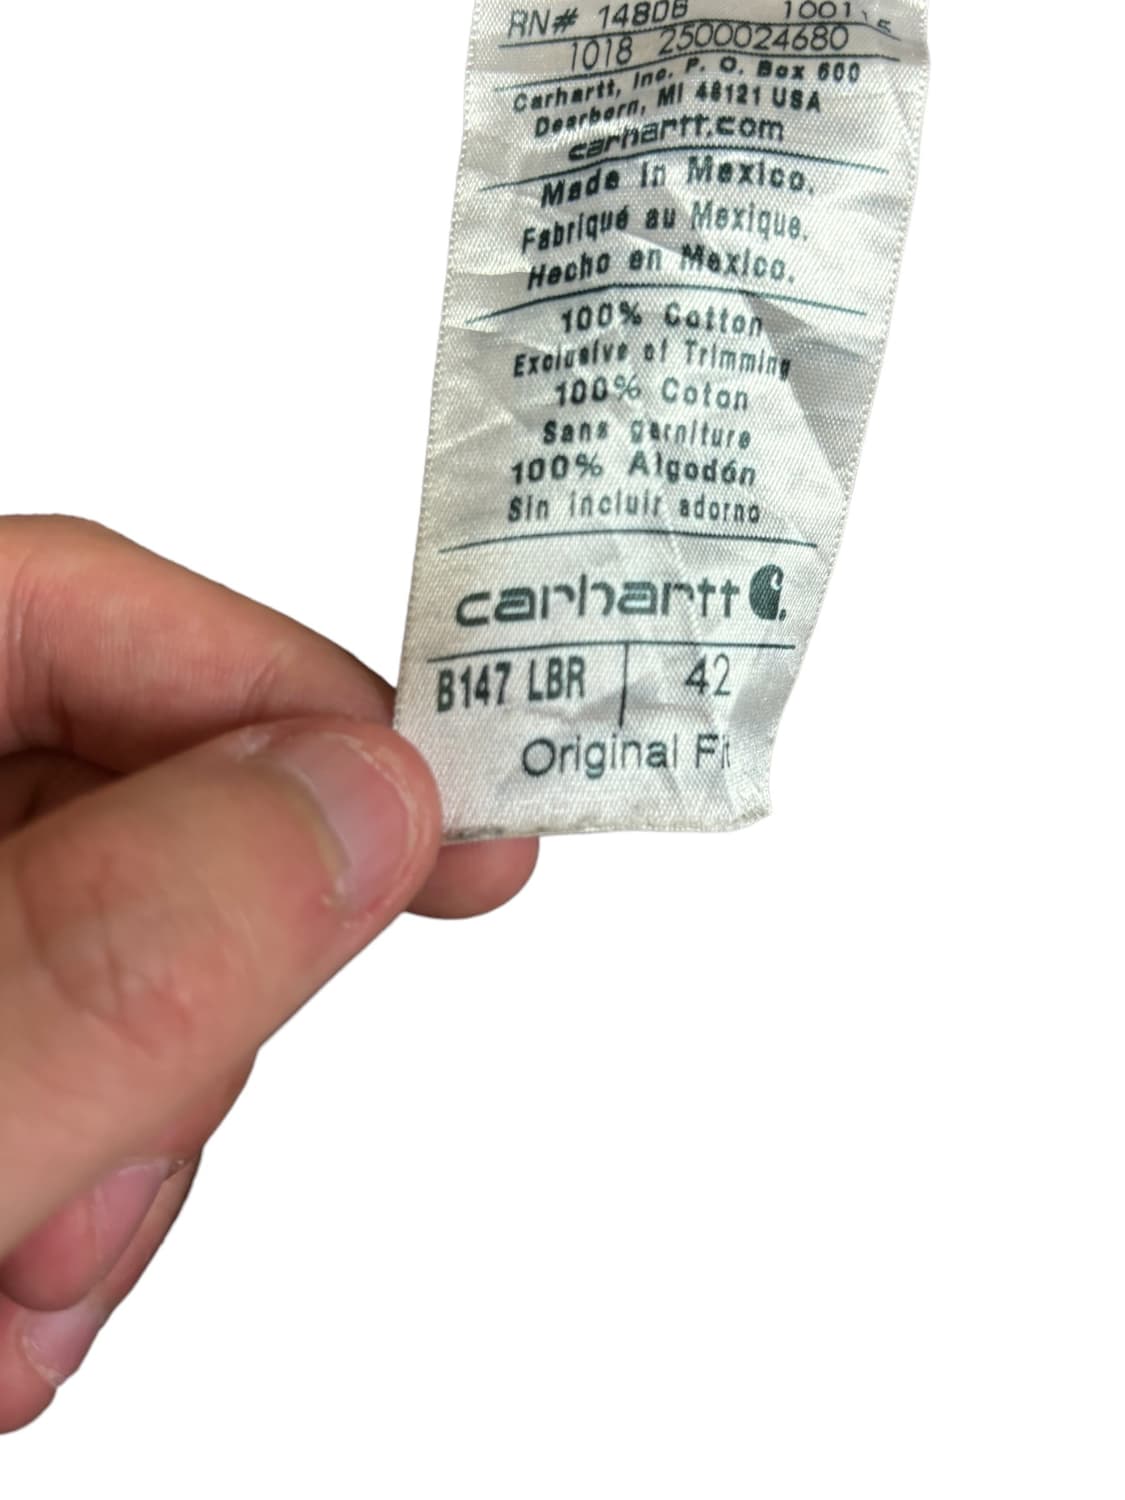 RN# 14806 10011
1018 2500024680
Carhartt, Inc. P. O. Box 600
Dearborn, MI 48121 USA
carhartt.com
Made in Mexico.
Fabriqué au Mexique.
Hecho en Mexico.
100% Cotton
Exclusive of Trimming
100% Coton
Sans garniture
100% Algodón
Sin incluir adorno
carhartt
B147 LBR 42
Original Fit